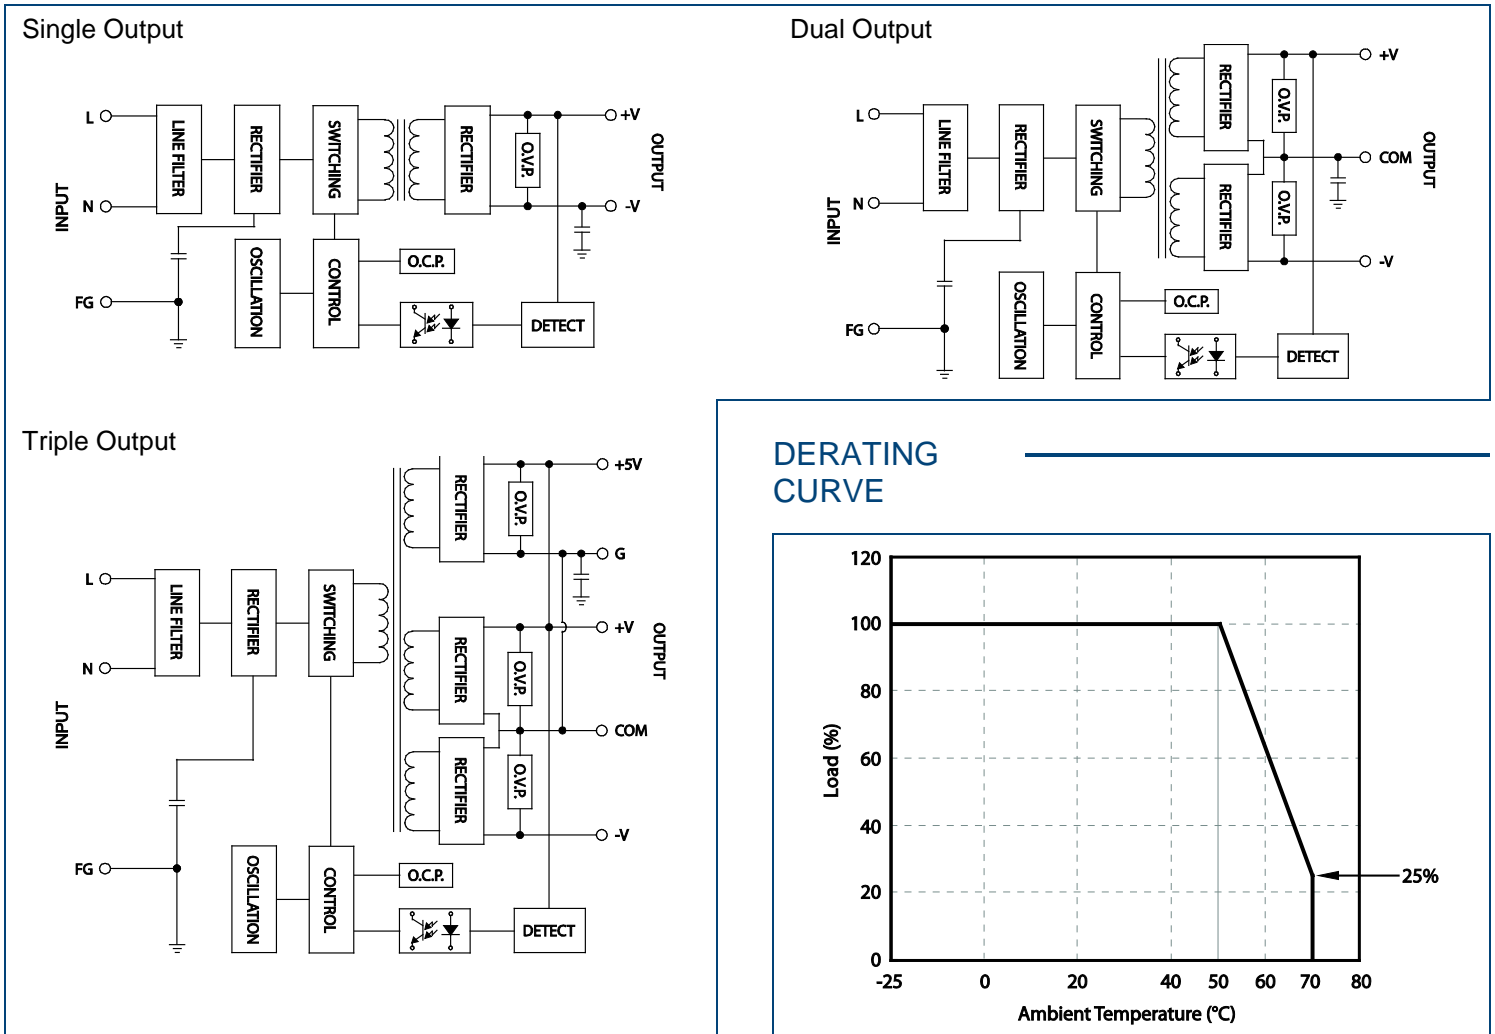 Single Output
L
N
INPUT
FG
LINE FILTER
RECTIFIER
SWITCHING
RECTIFIER
O.V.P.
+V
-V
OUTPUT
OSCILLATION
CONTROL
O.C.P.
DETECT
Dual Output
L
N
INPUT
FG
LINE FILTER
RECTIFIER
SWITCHING
RECTIFIER
RECTIFIER
O.V.P.
O.V.P.
+V
COM
-V
OUTPUT
OSCILLATION
CONTROL
O.C.P.
DETECT
Triple Output
L
N
INPUT
FG
LINE FILTER
RECTIFIER
SWITCHING
RECTIFIER
RECTIFIER
RECTIFIER
O.V.P.
O.V.P.
O.V.P.
+5V
G
+V
COM
-V
OUTPUT
OSCILLATION
CONTROL
O.C.P.
DETECT
DERATING
CURVE
120
100
80
60
40
20
0
Load (%)
25%
-25 0 20 40 50 60 70 80
Ambient Temperature (°C)